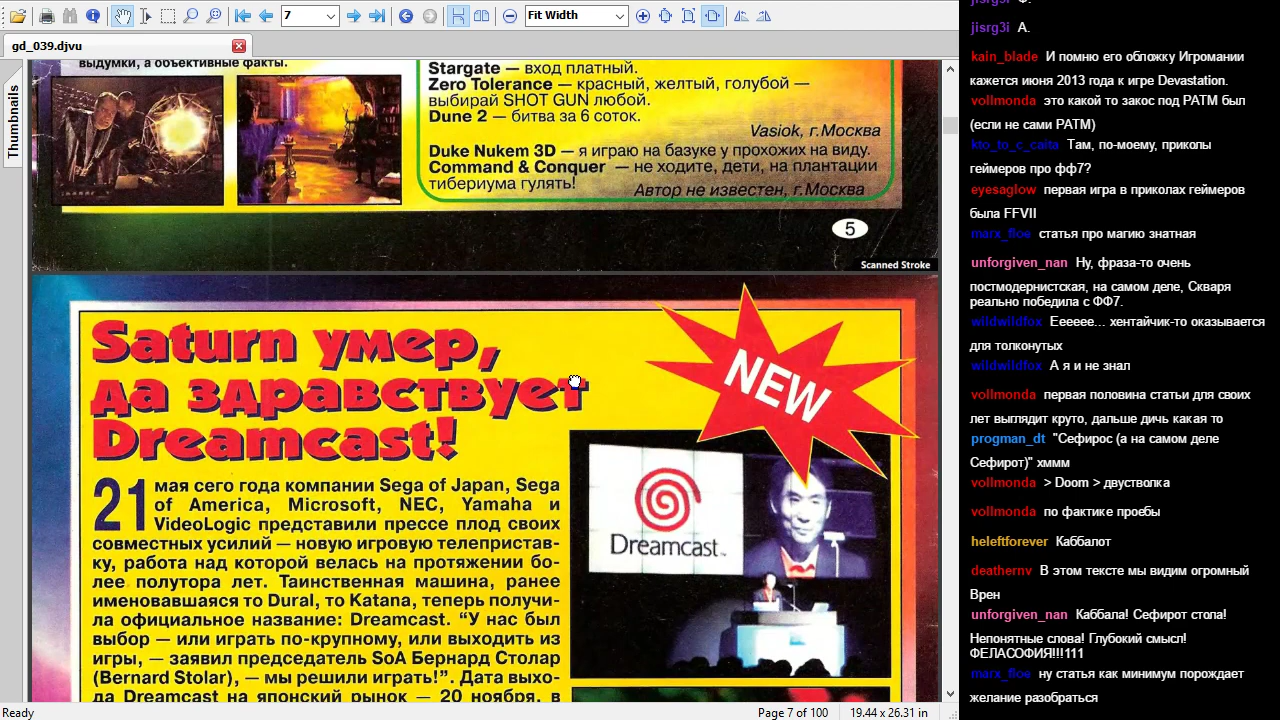 7
Fit Width
gd_039.djvu
Thumbnails
выдумки, а объективные факты.
Stargate — вход платный.
Zero Tolerance — красный, желтый, голубой —
выбирай SHOT GUN любой.
Dune 2 — битва за 6 соток.
Vasiok, г.Москва
Duke Nukem 3D — я играю на базуке у прохожих на виду.
Command & Conquer — не ходите, дети, на плантации
тибериума гулять!
Автор не известен, г.Москва
5
Scanned Stroke
Saturn умер,
да здравствует
Dreamcast!
NEW
21 мая сего года компании Sega of Japan, Sega
of America, Microsoft, NEC, Yamaha и
VideoLogic представили прессе плод своих
совместных усилий — новую игровую телепристав-
ку, работа над которой велась на протяжении бо-
лее полутора лет. Таинственная машина, ранее
именовавшаяся то Dural, то Katana, теперь получи-
ла официальное название: Dreamcast. “У нас был
выбор — или играть по-крупному, или выходить из
игры, — заявил председатель SoA Бернард Столар
(Bernard Stolar), — мы решили играть!”. Дата выхо-
да Dreamcast на японский рынок — 20 ноября, в
Dreamcast
Ready
Page 7 of 100
19.44 x 26.31 in
jisrg3i Ф.
jisrg3i А.
kain_blade И помню его обложку Игромании
кажется июня 2013 года к игре Devastation.
vollmonda это какой то закос под РАТМ был
(если не сами РАТМ)
kto_to_c_caita Там, по-моему, приколы
геймеров про фф7?
eyesaglow первая игра в приколах геймеров
была FFVII
marx_floe статья про магию знатная
unforgiven_nan Ну, фраза-то очень
постмодернистская, на самом деле, Скваря
реально победила с ФФ7.
wildwildfox Ееееее... хентайчик-то оказывается
для толконутых
wildwildfox А я и не знал
vollmonda первая половина статьи для своих
лет выглядит круто, дальше дичь какая то
progman_dt "Сефирос (а на самом деле
Сефирот)" хммм
vollmonda > Doom > двустволка
vollmonda по фактике пробы
heleftforever Каббалот
deathernv В этом тексте мы видим огромный
Врен
unforgiven_nan Каббала! Сефирот стола!
Непонятные слова! Глубокий смысл!
ФЕЛАСОФИЯ!!!111
marx_floe ну статья как минимум порождает
желание разобраться